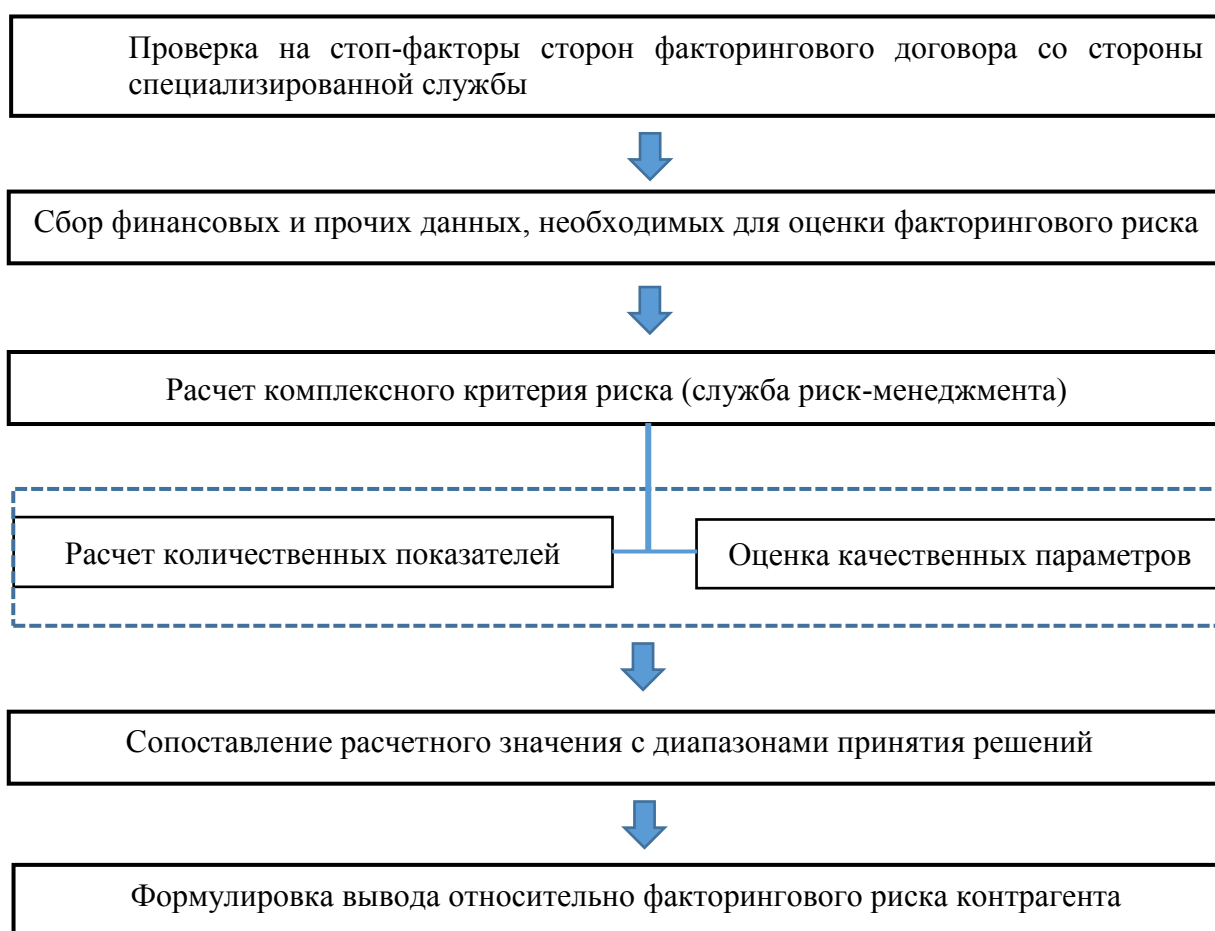 Проверка на стоп-факторы сторон факторингового договора со стороны
специализированной службы
Сбор финансовых и прочих данных, необходимых для оценки факторингового риска
Расчет комплексного критерия риска (служба риск-менеджмента)
Расчет количественных показателей
Оценка качественных параметров
Сопоставление расчетного значения с диапазонами принятия решений
Формулировка вывода относительно факторингового риска контрагента